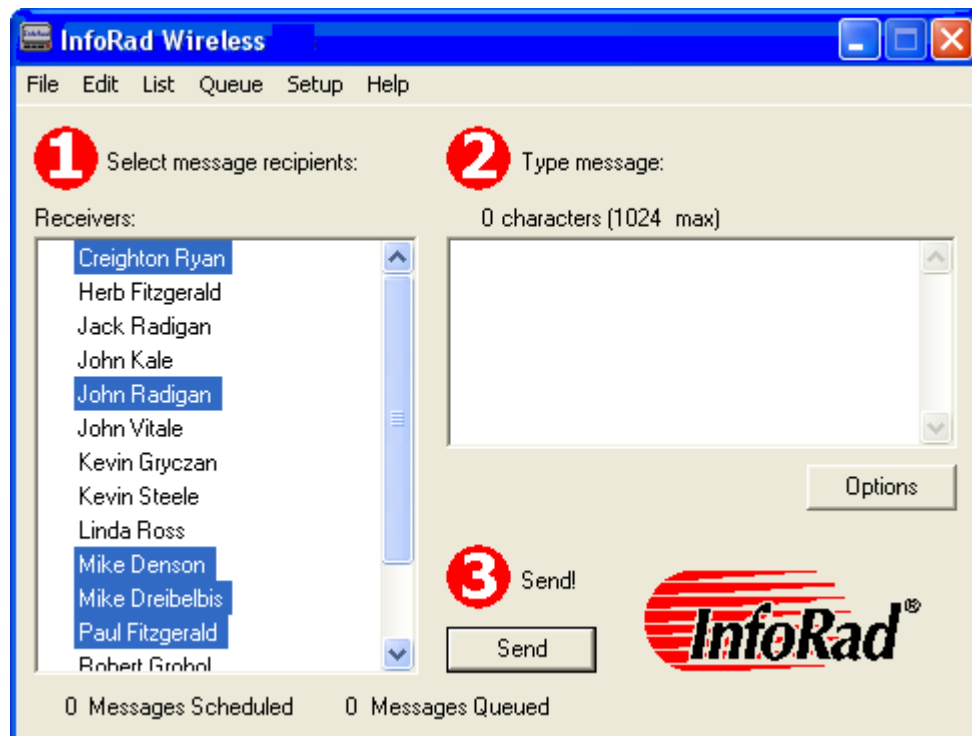 InfoRad Wireless
File Edit List Queue Setup Help
1 Select message recipients:
Receivers:
Creighton Ryan
Herb Fitzgerald
Jack Radigan
John Kale
John Radigan
John Vitale
Kevin Gryczan
Kevin Steele
Linda Ross
Mike Denson
Mike Dreibelbis
Paul Fitzgerald
Robert Grohol
2 Type message:
0 characters (1024 max)
Options
3 Send!
Send
InfoRad®
0 Messages Scheduled 0 Messages Queued